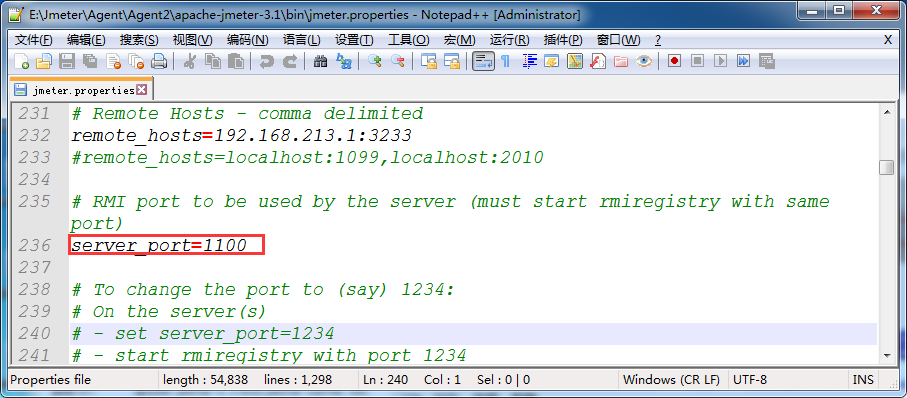 E:\Jmeter\Agent\Agent2\apache-jmeter-3.1\bin\jmeter.properties - Notepad++ [Administrator]
文件(F) 编辑(E) 搜索(S) 视图(V) 编码(N) 语言(L) 设置(T) 工具(O) 宏(M) 运行(R) 插件(P) 窗口(W) ? X
jmeter.properties
231 # Remote Hosts - comma delimited
232 remote_hosts=192.168.213.1:3233
233 #remote_hosts=localhost:1099,localhost:2010
234
235 # RMI port to be used by the server (must start rmiregistry with same
port)
236 server_port=1100
237
238 # To change the port to (say) 1234:
239 # On the server(s)
240 # - set server_port=1234
241 # - start rmiregistry with port 1234
Properties file length : 54,838 lines : 1,298 Ln : 240 Col : 1 Sel : 0 | 0 Windows (CR LF) UTF-8 INS